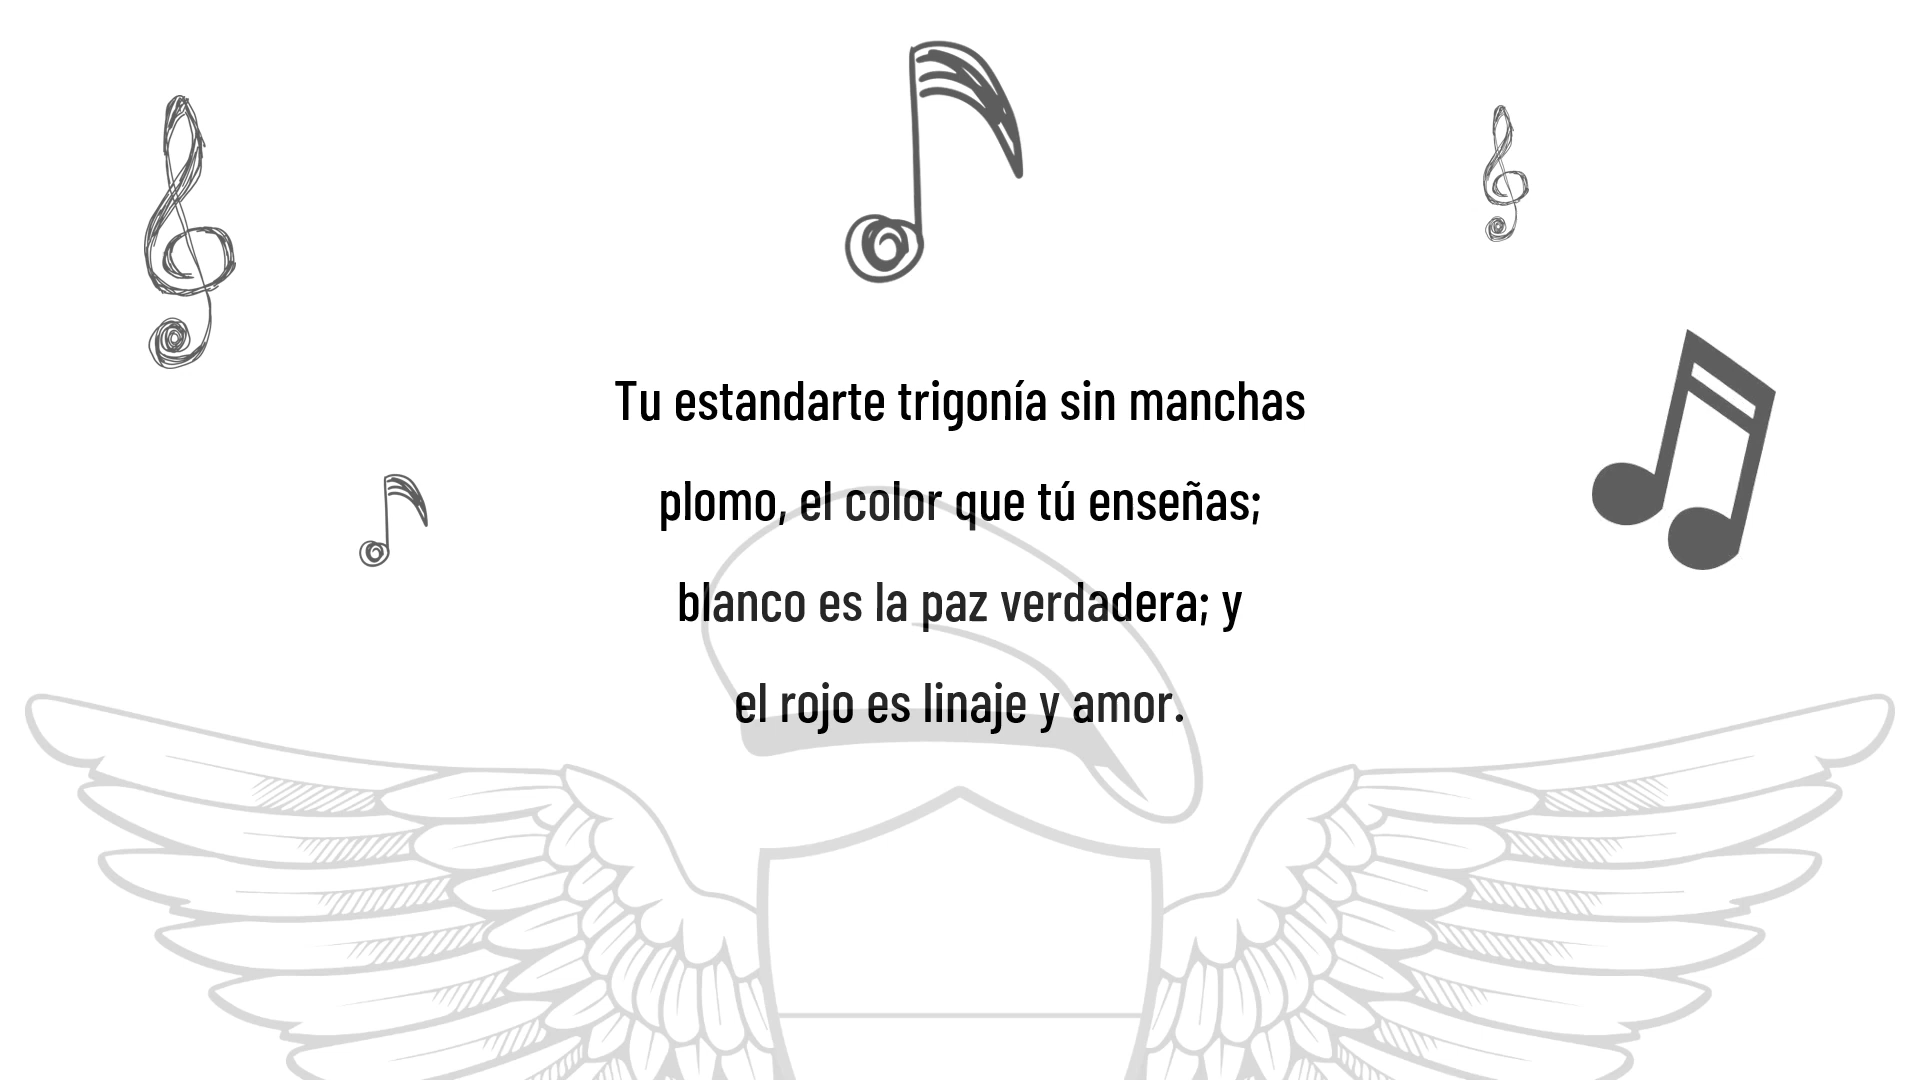 Tu estandarte trigonía sin manchas
plomo, el color que tú enseñas;
blanco es la paz verdadera; y
el rojo es linaje y amor.